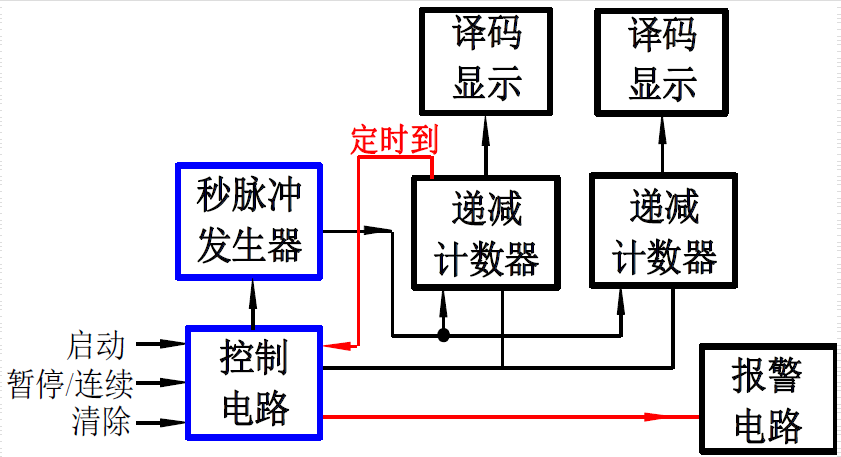 译码
显示
译码
显示
定时到
秒脉冲
发生器
递减
计数器
递减
计数器
启动
暂停/连续
清除
控制
电路
报警
电路